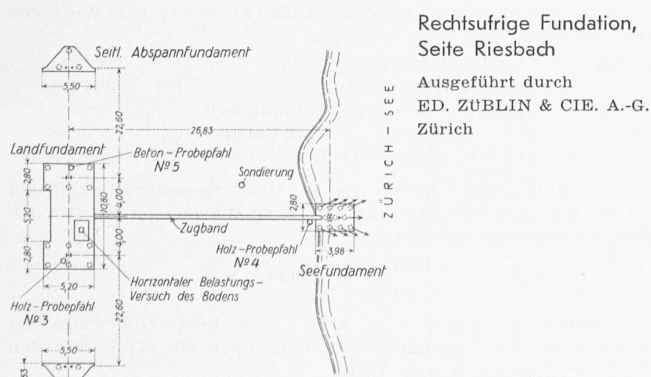 Rechtsufrige Fundation,
Seite Riesbach
Ausgeführt durch
ED. ZÜBLIN & CIE. A.-G.
Zürich
Seitl. Abspannfundament
5,50
22,60
26,83
Landfundament
Beton-Probepfahl
№ 5
Sondierung
ZÜRICH-SEE
2,80
5,20
2,80
10,80
4,00
4,00
2,80
Zugband
Holz-Probepfahl
№ 4
3,98
Seefundament
5,20
Horizontaler Belastungs-
Versuch des Bodens
Holz-Probepfahl
№ 3
22,60
5,50